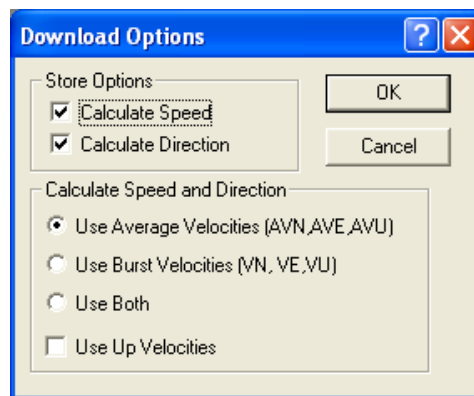 Download Options
Store Options
Calculate Speed
Calculate Direction
OK
Cancel
Calculate Speed and Direction
Use Average Velocities (AVN,AVE,AVU)
Use Burst Velocities (VN, VE,VU)
Use Both
Use Up Velocities